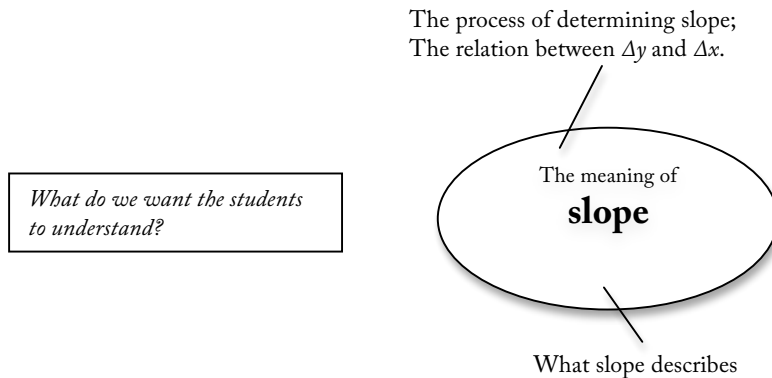 The process of determining slope;
The relation between Δy and Δx.
What do we want the students
to understand?
The meaning of
slope
What slope describes